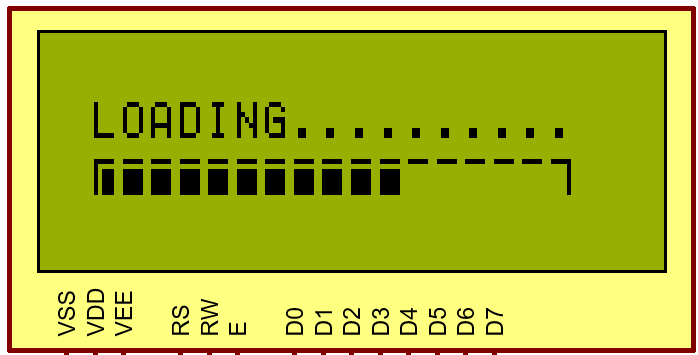 LOADING..........
VSS
VDD
VEE
RS
RW
E
D0
D1
D2
D3
D4
D5
D6
D7